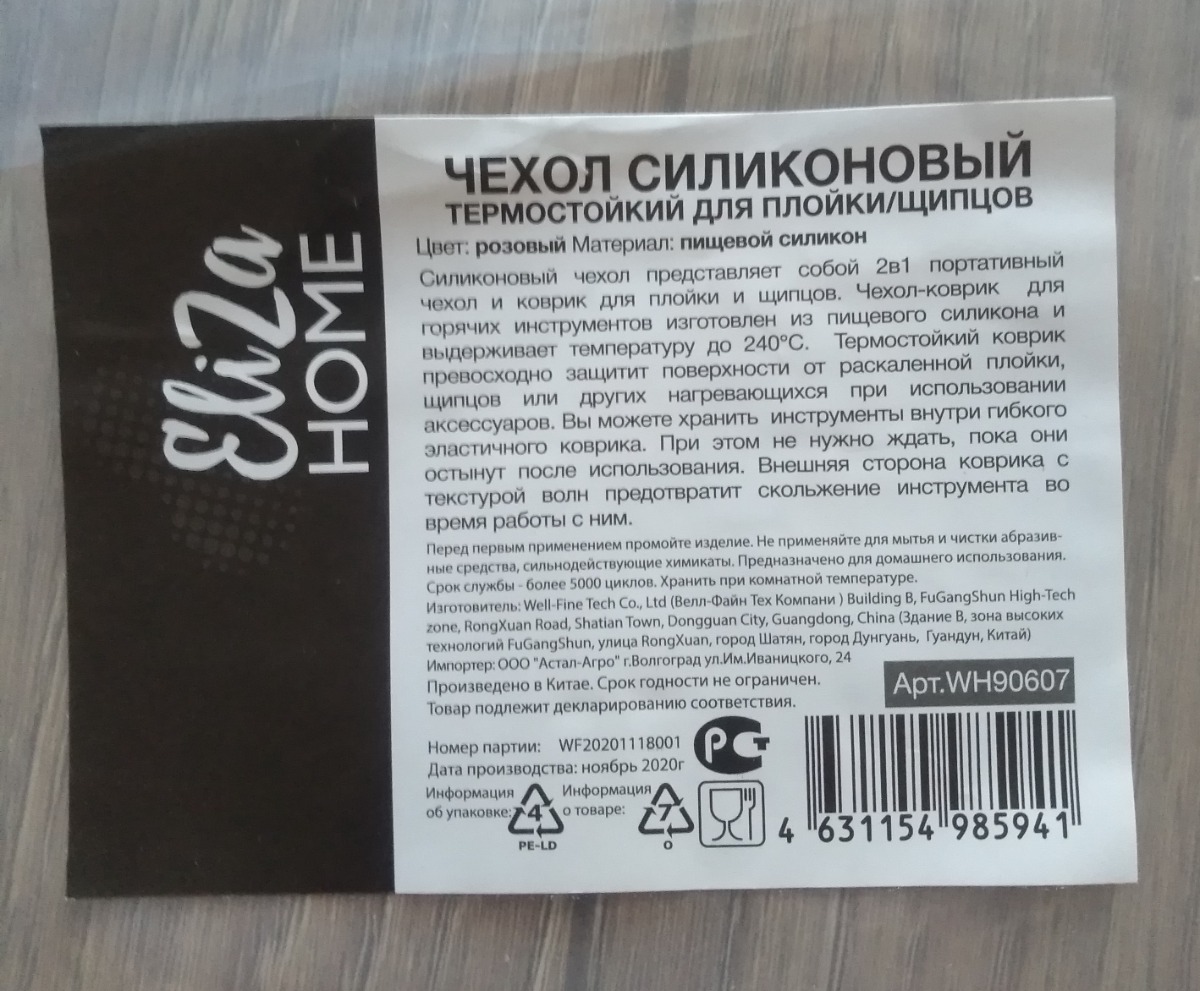 EliZa
HOME
ЧЕХОЛ СИЛИКОНОВЫЙ
ТЕРМОСТОЙКИЙ ДЛЯ ПЛОЙКИ/ЩИПЦОВ
Цвет: розовый Материал: пищевой силикон
Силиконовый чехол представляет собой 2в1 портативный
чехол и коврик для плойки и щипцов. Чехол-коврик для
горячих инструментов изготовлен из пищевого силикона и
выдерживает температуру до 240°С. Термостойкий коврик
превосходно защитит поверхности от раскаленной плойки,
щипцов или других нагревающихся при использовании
аксессуаров. Вы можете хранить инструменты внутри гибкого
эластичного коврика. При этом не нужно ждать, пока они
остынут после использования. Внешняя сторона коврика с
текстурой волн предотвратит скольжение инструмента во
время работы с ним.
Перед первым применением промойте изделие. Не применяйте для мытья и чистки абразив-
ные средства, сильнодействующие химикаты. Предназначено для домашнего использования.
Срок службы - более 5000 циклов. Хранить при комнатной температуре.
Изготовитель: Well-Fine Tech Co., Ltd (Велл-Файн Тех Компани ) Building B, FuGangShun High-Tech
zone, RongXuan Road, Shatian Town, Dongguan City, Guangdong, China (Здание В, зона высоких
технологий FuGangShun, улица RongXuan, город Шатян, город Дунгуань, Гуандун, Китай)
Импортер: ООО "Астал-Агро" г.Волгоград ул.Им.Иваницкого, 24
Произведено в Китае. Срок годности не ограничен.
Товар подлежит декларированию соответствия.
Арт.WH90607
Номер партии: WF20201118001
Дата производства: ноябрь 2020г
РСТ
Информация
об упаковке:
4
PE-LD
Информация
о товаре:
7
O
4 631154 985941